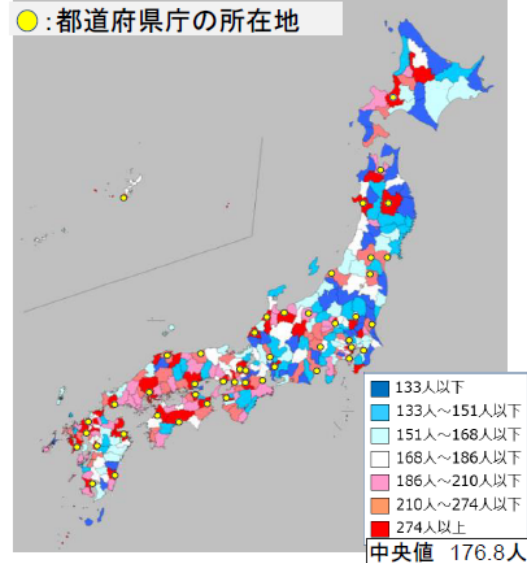 :都道府県庁の所在地
133人以下
133人～151人以下
151人～168人以下
168人～186人以下
186人～210人以下
210人～274人以下
274人以上
中央値 176.8人